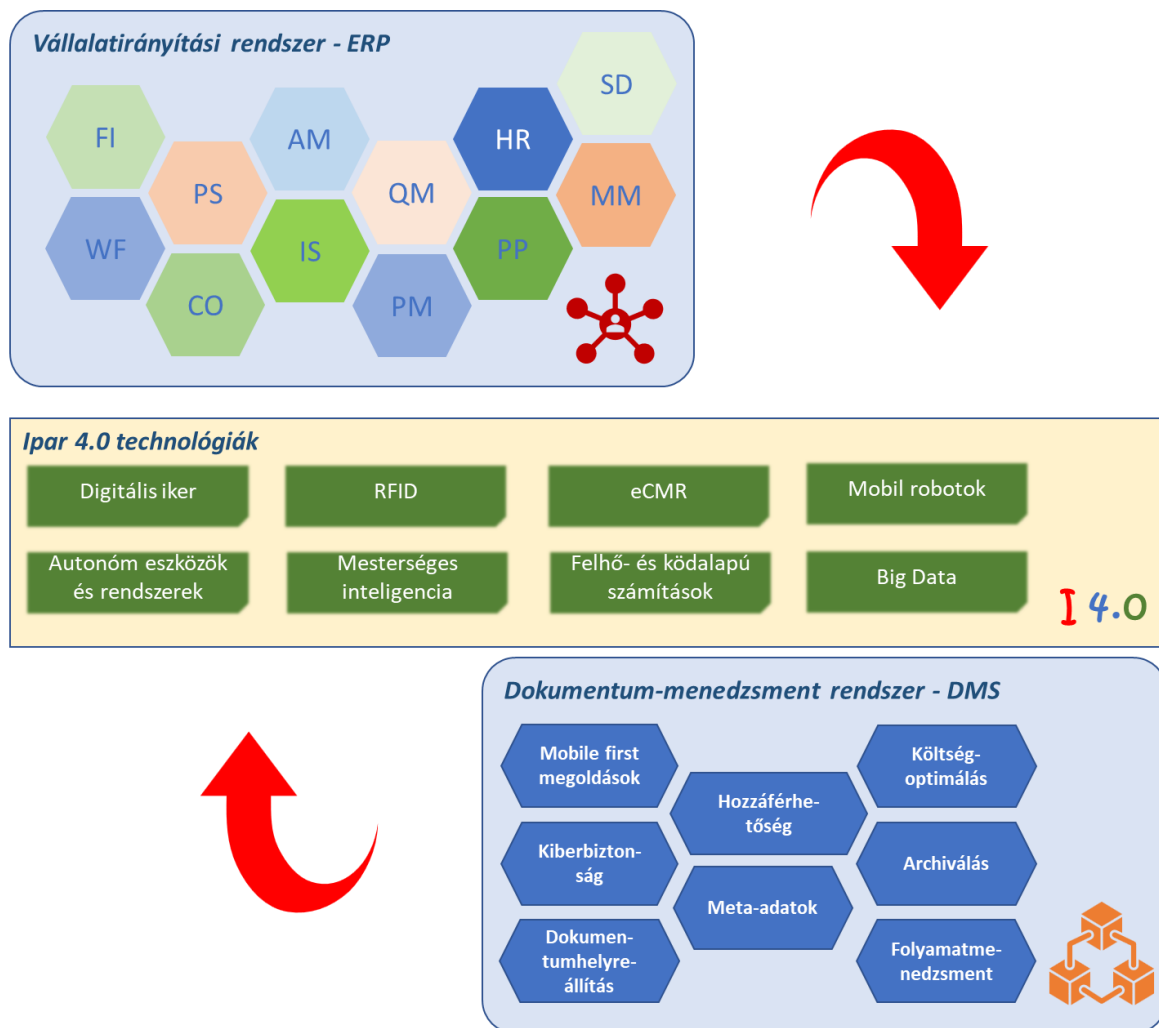 Vállalatirányítási rendszer - ERP
SD
FI
AM
HR
PS
QM
MM
WF
IS
PP
CO
PM
Ipar 4.0 technológiák
Digitális iker
RFID
eCMR
Mobil robotok
Autonóm eszközök
és rendszerek
Mesterséges
inteligencia
Felhő- és ködalapú
számítások
Big Data
I 4.0
Dokumentum-menedzsment rendszer - DMS
Mobile first
megoldások
Költség-
optimálás
Hozzáférhe-
tőség
Kiberbizton-
ság
Archiválás
Meta-adatok
Dokumen-
tumhelyre-
állítás
Folyamatme-
nedzsment